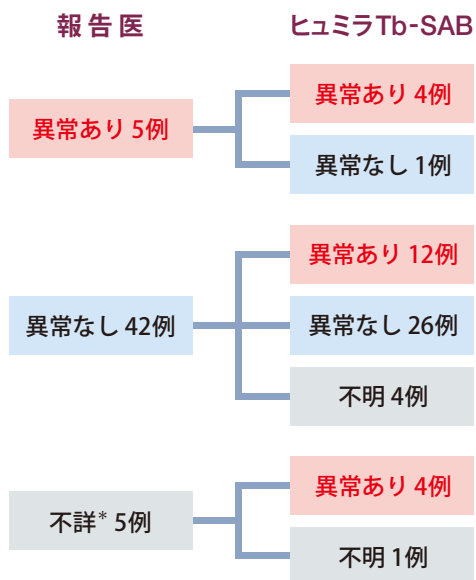 報告医
ヒュミラTb-SAB
異常あり 5例
異常あり 4例
異常なし 1例
異常なし 42例
異常あり 12例
異常なし 26例
不明 4例
不詳* 5例
異常あり 4例
不明 1例